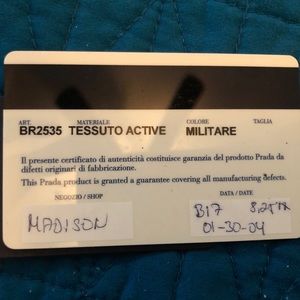 ART. MATERIALE COLORE TAGLIA
BR2535 TESSUTO ACTIVE MILITARE
Il presente certificato di autenticità costituisce garanzia del prodotto Prada da
difetti originari di fabbricazione.
This Prada product is granted a guarantee covering all manufacturing defects.
NEGOZIO / SHOP DATA / DATE
MADISON B17
01-30-04